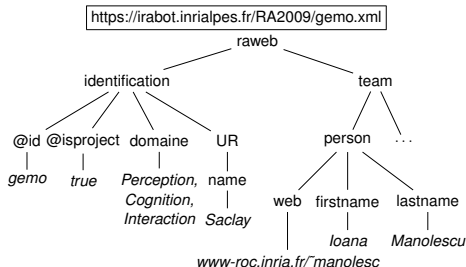 https://irabot.inrialpes.fr/RA2009/gemo.xml
raweb
identification team
@id @isproject domaine UR person . . .
gemo true Perception, Cognition, Interaction name web firstname lastname
Saclay Ioana Manolescu
www-roc.inria.fr/~manolesc